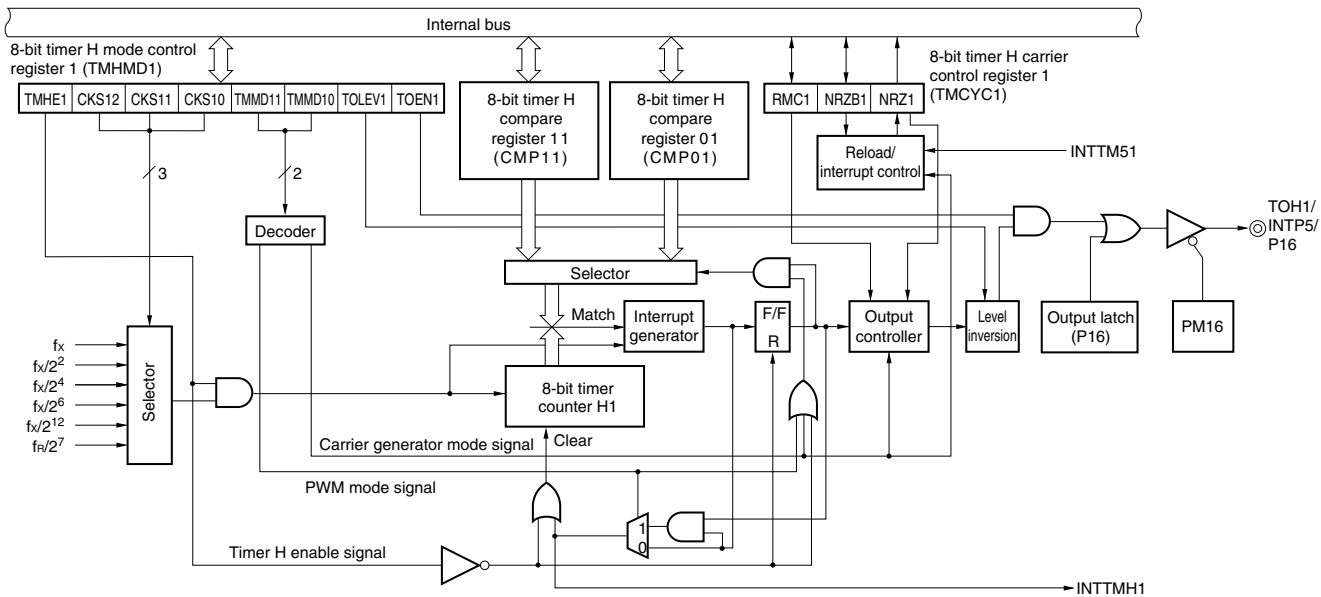 Internal bus
8-bit timer H mode control
register 1 (TMHMD1)
8-bit timer H carrier
control register 1
(TMCYC1)
TMHE1 CKS12 CKS11 CKS10 TMMD11 TMMD10 TOLEV1 TOEN1
8-bit timer H
compare
register 11
(CMP11)
8-bit timer H
compare
register 01
(CMP01)
RMC1 NRZB1 NRZ1
Reload/
interrupt control
INTTM51
3
2
Decoder
TOH1/
INTP5/
P16
Selector
Match
Interrupt
generator
F/F
R
Output
controller
Level
inversion
Output latch
(P16)
PM16
fX
fX/2²
fX/2⁴
fX/2⁶
fX/2¹²
fR/2⁷
Selector
8-bit timer
counter H1
Carrier generator mode signal
Clear
PWM mode signal
1
0
Timer H enable signal
INTTMH1